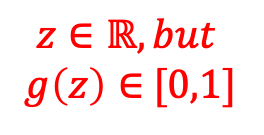 z ∈ ℝ, but
g(z) ∈ [0,1]